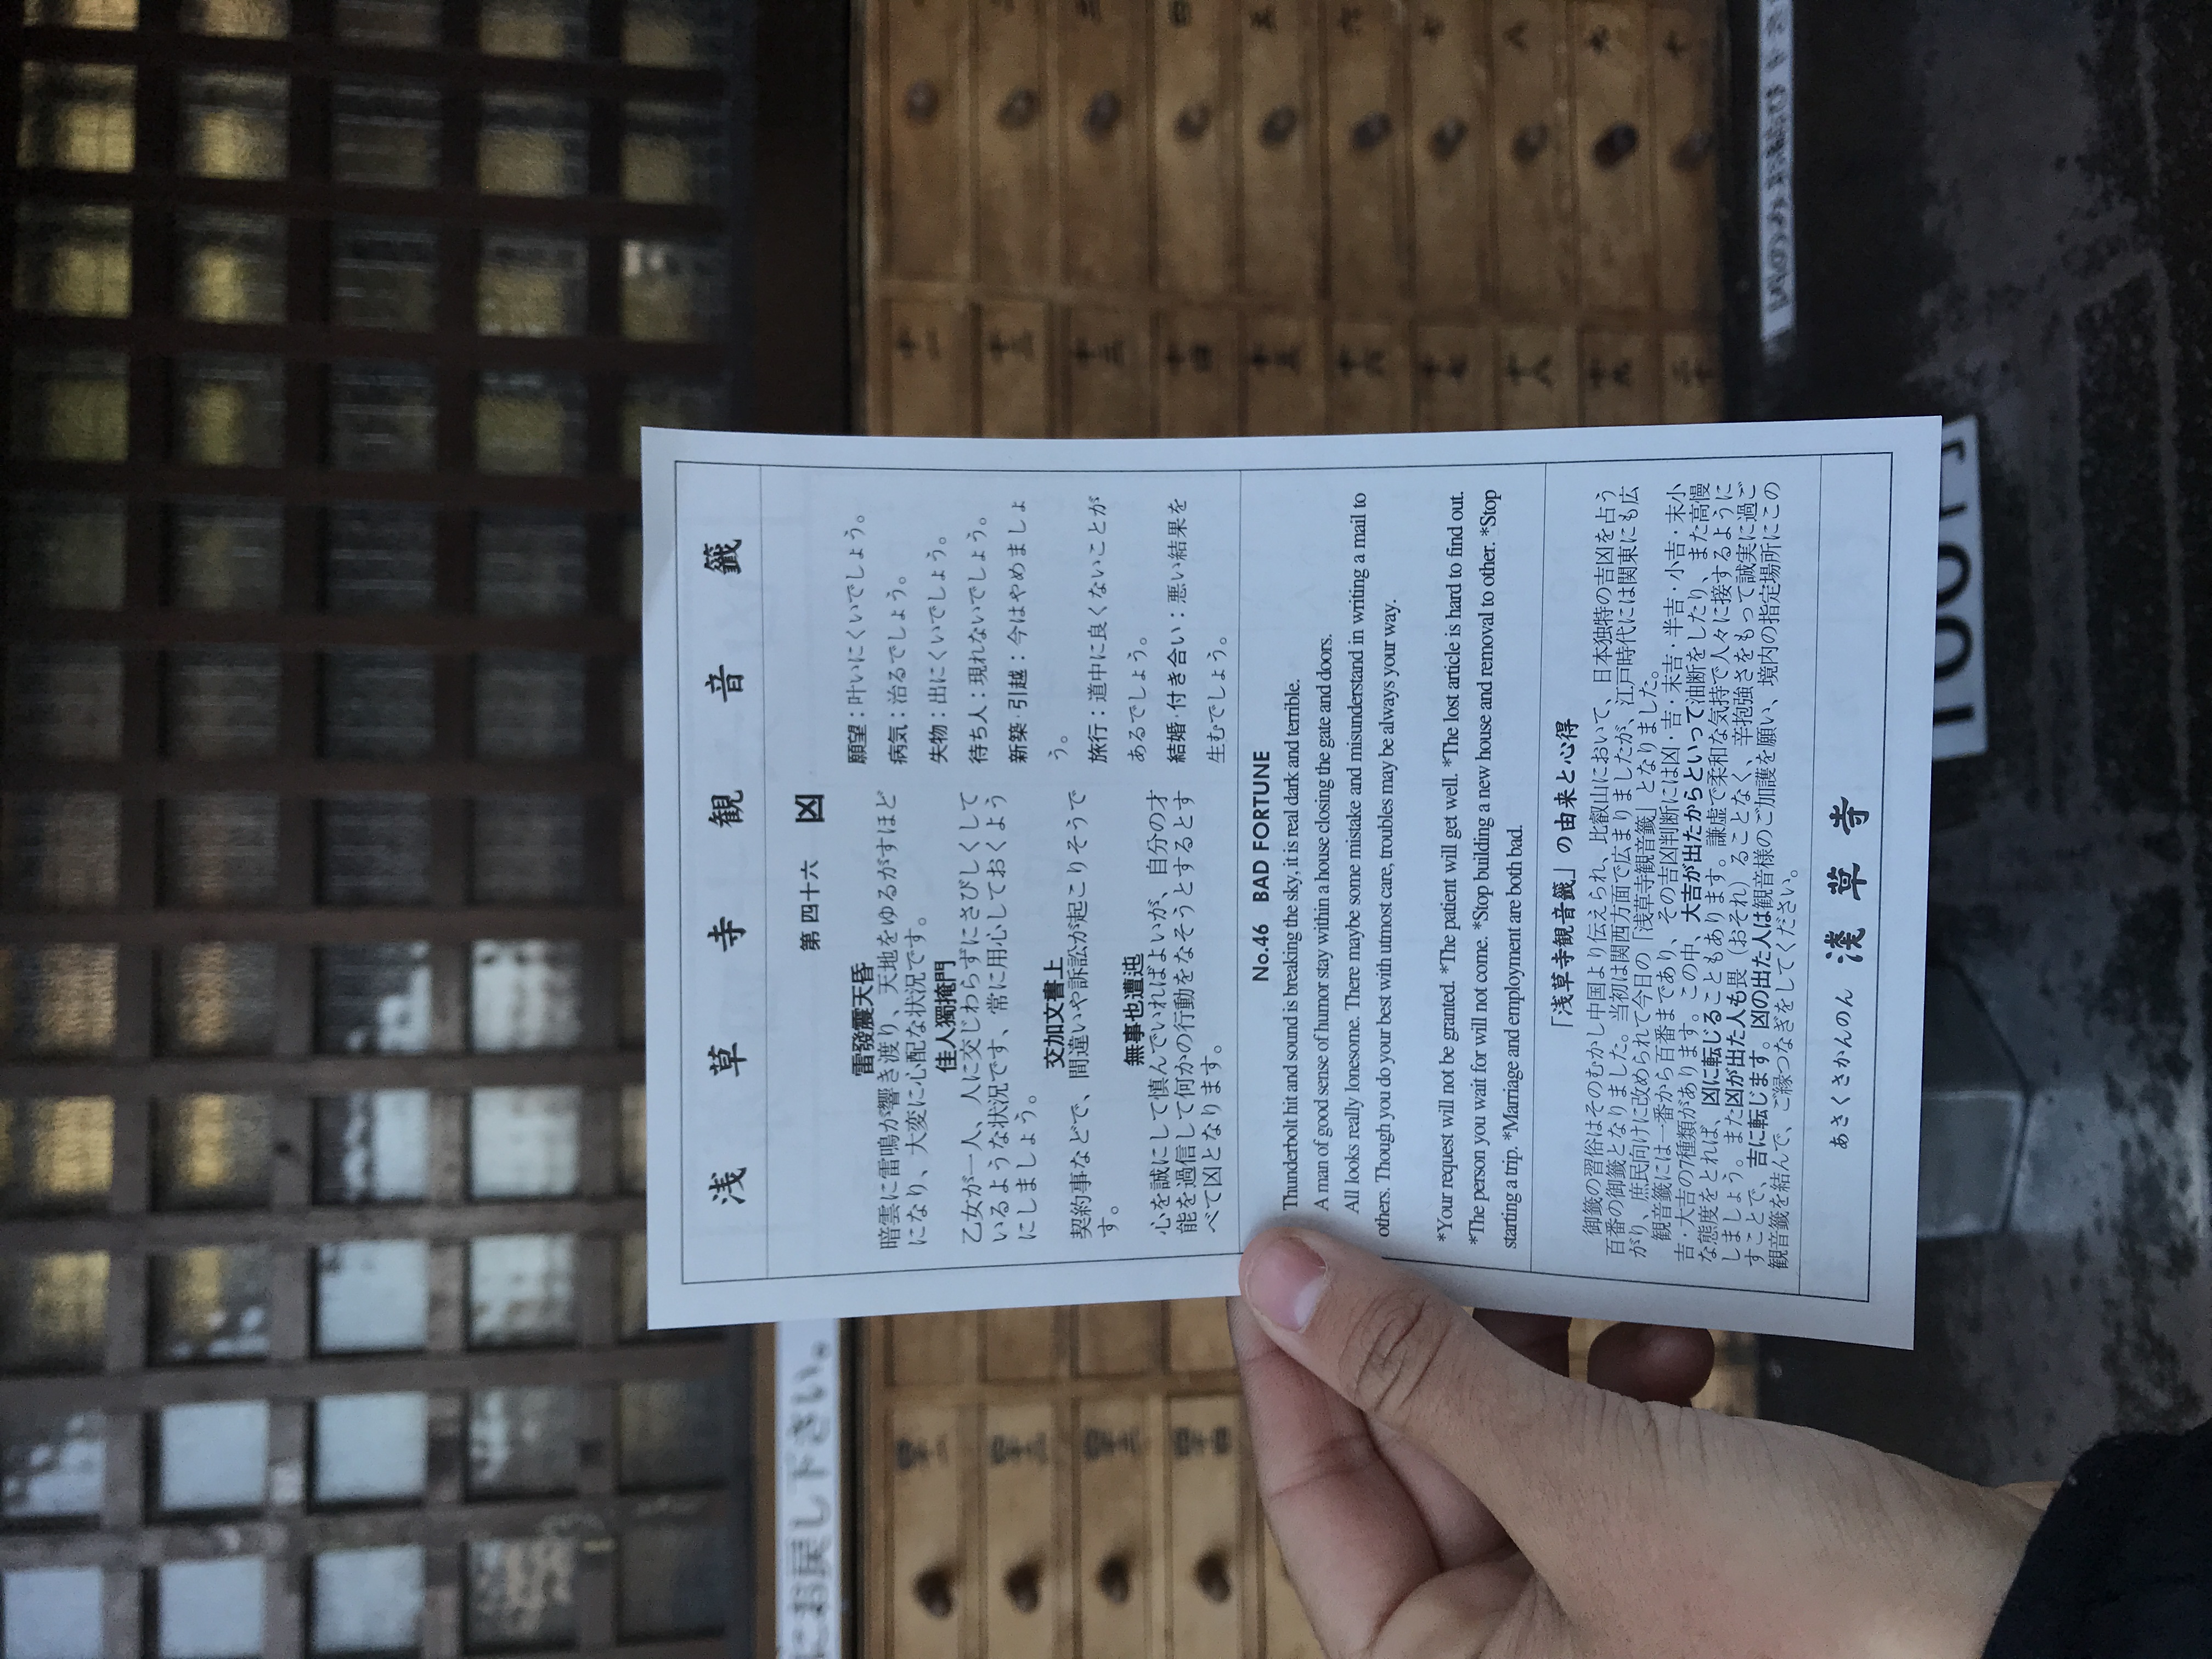 浅草寺観音籤
第四十六 凶
雷發震天昏
暗雲に雷鳴が響き渡り、天地をゆるがすほど
になり、大変に心配な状況です。
佳人獨掩門
乙女が一人、人に交じわらずにさびしくして
いるような状況です、常に用心しておくよう
にしましょう。
交加文書上
契約事などで、間違いや訴訟が起こりそうで
す。
無事也遭迍
心を誠にして慎んでいればよいが、自分の才
能を過信して何かの行動をなそうとするとす
べて凶となります。
願望:叶いにくいでしょう。
病気:治るでしょう。
失物:出にくいでしょう。
待ち人:現れないでしょう。
新築·引越:今はやめましょ
う。
旅行:道中に良くないことが
あるでしょう。
結婚·付き合い:悪い結果を
生むでしょう。
No.46 BAD FORTUNE
Thunderbolt hit and sound is breaking the sky, it is real dark and terrible.
A man of good sense of humor stay within a house closing the gate and doors.
All looks really lonesome. There maybe some mistake and misunderstand in writing a mail to
others. Though you do your best with utmost care, troubles may be always your way.
*Your request will not be granted. *The patient will get well. *The lost article is hard to find out.
*The person you wait for will not come. *Stop building a new house and removal to other. *Stop
starting a trip. *Marriage and employment are both bad.
「浅草寺観音籤」の由来と心得
御籤の習俗はそのむかし中国より伝えられ、比叡山において、日本独特の吉凶を占う
百番の御籤となりました。当初は関西方面で広まりましたが、江戸時代には関東にも広
がり、庶民向けに改められて今日の「浅草寺観音籤」となりました。
観音籤には一番から百番まであり、その吉凶判断には凶・吉・末吉・半吉・小吉・末小
吉・大吉の7種類があります。この中、大吉が出たからといって油断をしたり、また高慢
な態度をとれば、凶に転じることもあります。謙虚で柔和な気持で人々に接するように
しましょう。また凶が出た人も畏（おそれ）ることなく、辛抱強さをもって誠実に過ご
すことで、吉に転じます。凶の出た人は観音様のご加護を願い、境内の指定場所にこの
観音籤を結んで、ご縁つなぎをしてください。
あさくさかんのん 淺草寺
にお戻し下さい。
十一
十二
十三
十四
十五
十六
十七
十八
十九
二十
二
三
四
五
六
七
八
九
十
100円